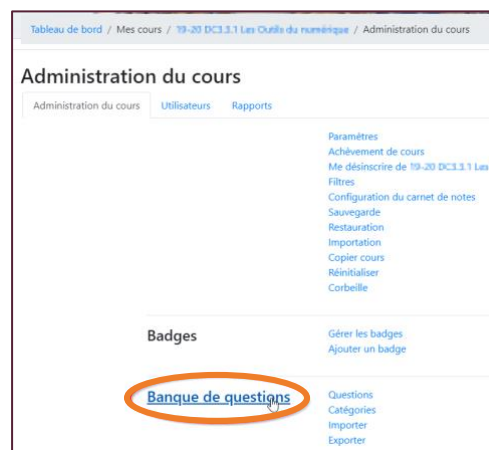 Tableau de bord / Mes cours / 19-20 DC3.3.1 Les Outils du numérique / Administration du cours
Administration du cours
Administration du cours Utilisateurs Rapports
Paramètres
Achèvement de cours
Me désinscrire de 19-20 DC3.3.1 Les
Filtres
Configuration du carnet de notes
Sauvegarde
Restauration
Importation
Copier cours
Réinitialiser
Corbeille
Badges
Gérer les badges
Ajouter un badge
Banque de questions
Questions
Catégories
Importer
Exporter